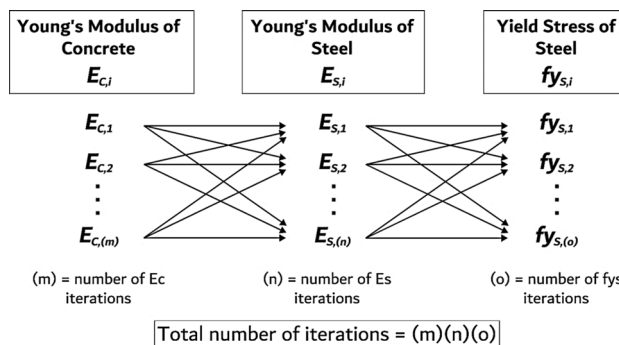 Young's Modulus of
Concrete
E_C,i
Young's Modulus of
Steel
E_S,i
Yield Stress of
Steel
fy_S,i
E_C,1
E_S,1
fy_S,1
E_C,2
E_S,2
fy_S,2
E_C,(m)
E_S,(n)
fy_S,(o)
(m) = number of Ec
iterations
(n) = number of Es
iterations
(o) = number of fys
iterations
Total number of iterations = (m)(n)(o)